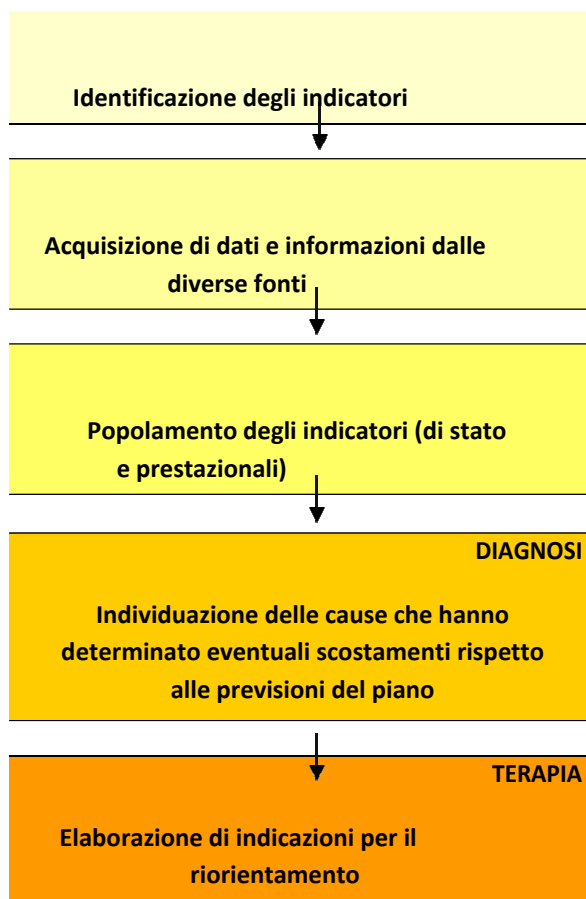 Identificazione degli indicatori
Acquisizione di dati e informazioni dalle
diverse fonti
Popolamento degli indicatori (di stato
e prestazionali)
DIAGNOSI
Individuazione delle cause che hanno
determinato eventuali scostamenti rispetto
alle previsioni del piano
TERAPIA
Elaborazione di indicazioni per il
riorientamento